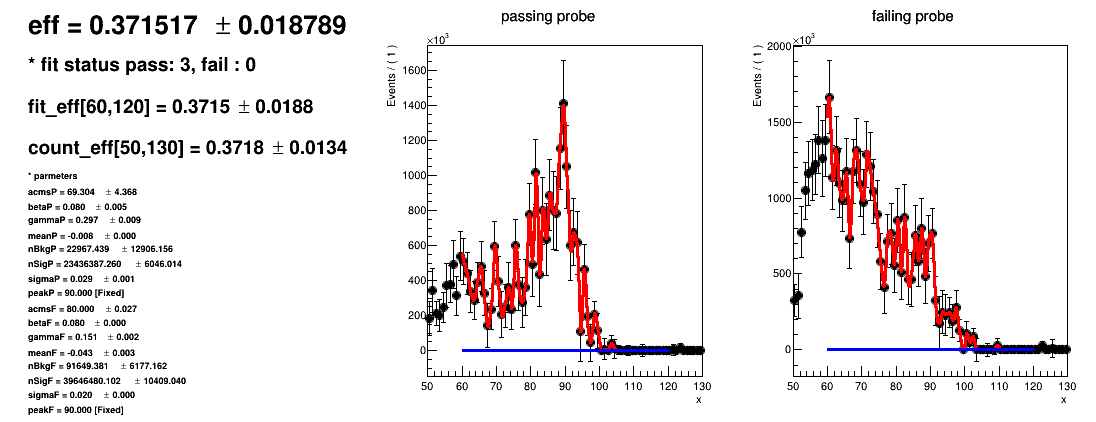 eff = 0.371517 ± 0.018789
* fit status pass: 3, fail : 0
fit_eff[60,120] = 0.3715 ± 0.0188
count_eff[50,130] = 0.3718 ± 0.0134
* parmeters
acmsP = 69.304 ± 4.368
betaP = 0.080 ± 0.005
gammaP = 0.297 ± 0.009
meanP = -0.008 ± 0.000
nBkgP = 22967.439 ± 12906.156
nSigP = 23436387.260 ± 6046.014
sigmaP = 0.029 ± 0.001
peakP = 90.000 [Fixed]
acmsF = 80.000 ± 0.027
betaF = 0.080 ± 0.000
gammaF = 0.151 ± 0.002
meanF = -0.043 ± 0.003
nBkgF = 91649.381 ± 6177.162
nSigF = 39646480.102 ± 10409.040
sigmaF = 0.020 ± 0.000
peakF = 90.000 [Fixed]
passing probe
×10³
Events / ( 1 )
1600
1400
1200
1000
800
600
400
200
0
50 60 70 80 90 100 110 120 130
x
failing probe
×10³
Events / ( 1 )
2000
1500
1000
500
0
50 60 70 80 90 100 110 120 130
x